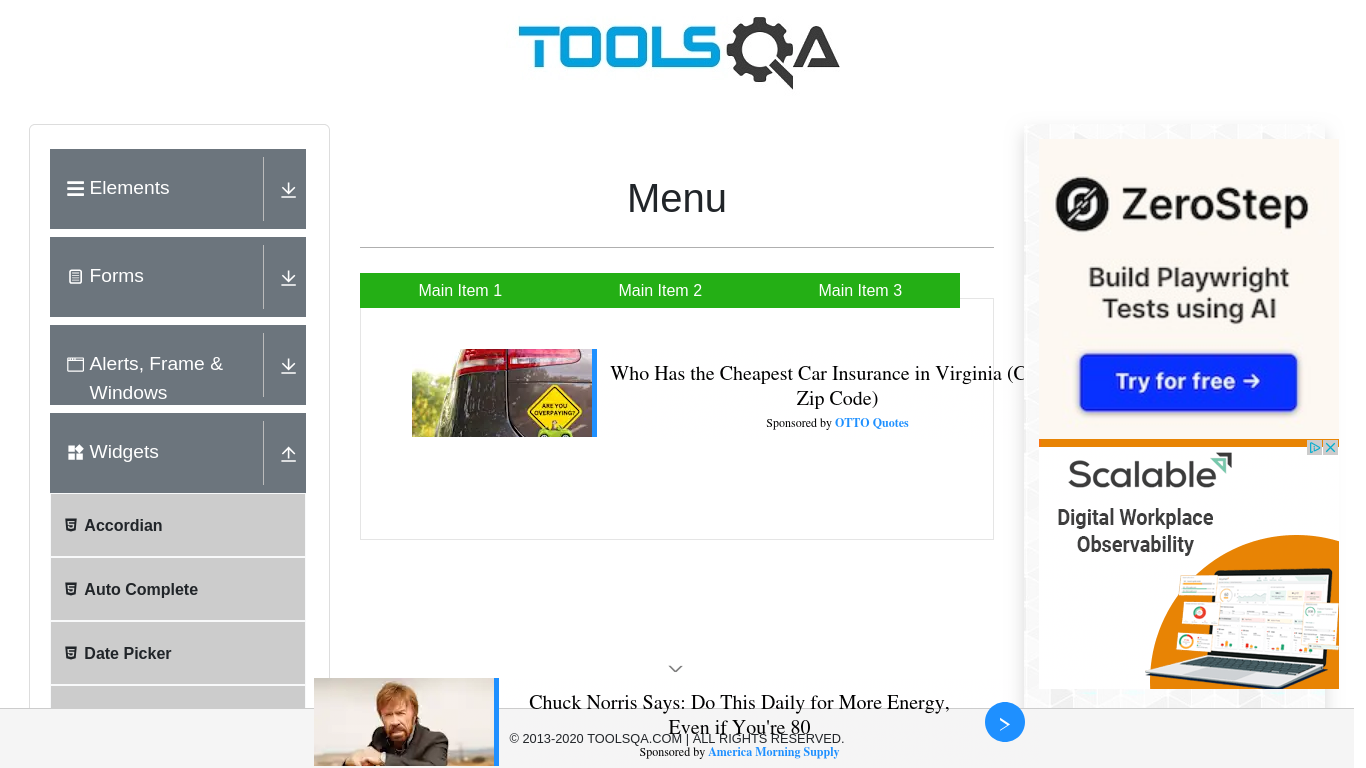 TOOLSQA
Elements
Forms
Alerts, Frame &
Windows
Widgets
Accordian
Auto Complete
Date Picker
Menu
Main Item 1
Main Item 2
Main Item 3
ARE YOU
OVERPAYING?
Who Has the Cheapest Car Insurance in Virginia (C
Zip Code)
Sponsored by OTTO Quotes
ZeroStep
Build Playwright
Tests using AI
Try for free →
Scalable
Digital Workplace
Observability
Chuck Norris Says: Do This Daily for More Energy,
Even if You're 80
© 2013-2020 TOOLSQA.COM | ALL RIGHTS RESERVED.
Sponsored by America Morning Supply